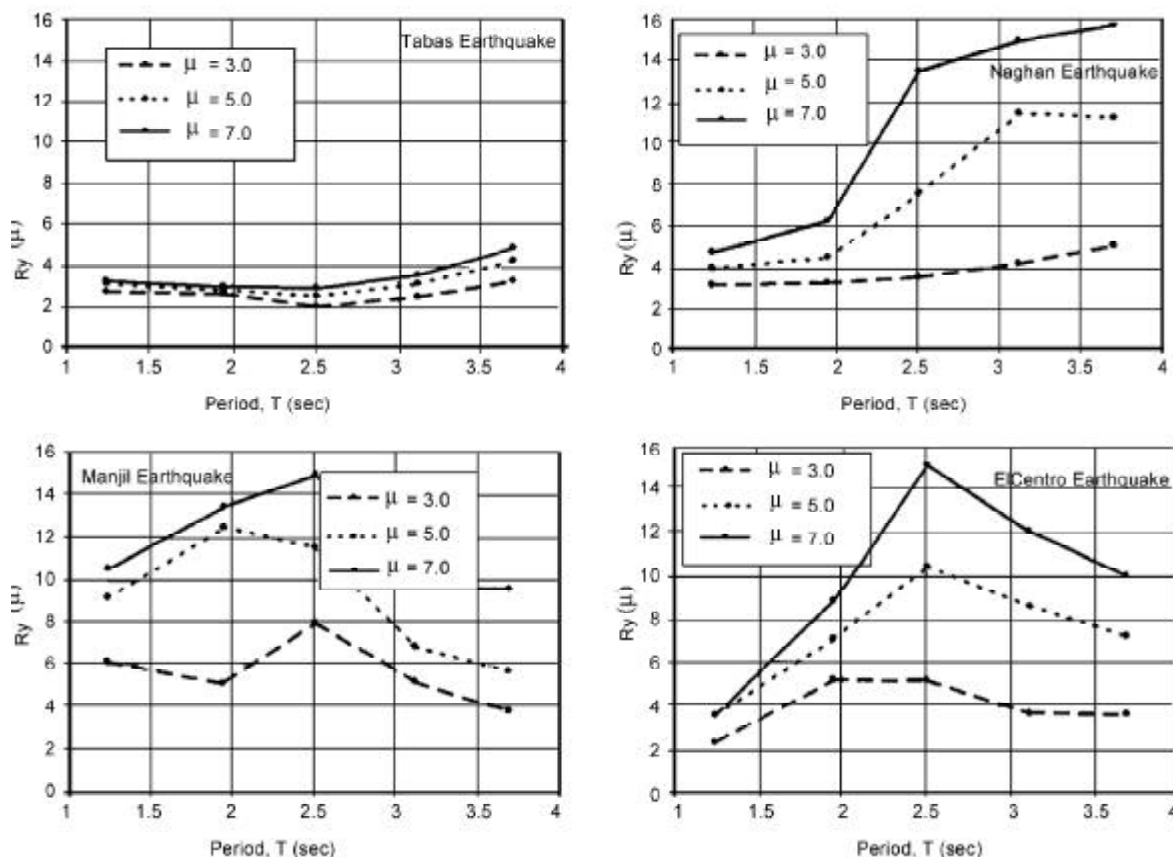 16
14
12
10
8
6
4
2
0
Tabas Earthquake
μ = 3.0
μ = 5.0
μ = 7.0
Ry (μ)
1 1.5 2 2.5 3 3.5 4
Period, T (sec)
16
14
12
10
8
6
4
2
0
Naghan Earthquake
μ = 3.0
μ = 5.0
μ = 7.0
Ry (μ)
1 1.5 2 2.5 3 3.5 4
Period, T (sec)
16
14
12
10
8
6
4
2
0
Manjil Earthquake
μ = 3.0
μ = 5.0
μ = 7.0
Ry (μ)
1 1.5 2 2.5 3 3.5 4
Period, T (sec)
16
14
12
10
8
6
4
2
0
ElCentro Earthquake
μ = 3.0
μ = 5.0
μ = 7.0
Ry (μ)
1 1.5 2 2.5 3 3.5 4
Period, T (sec)